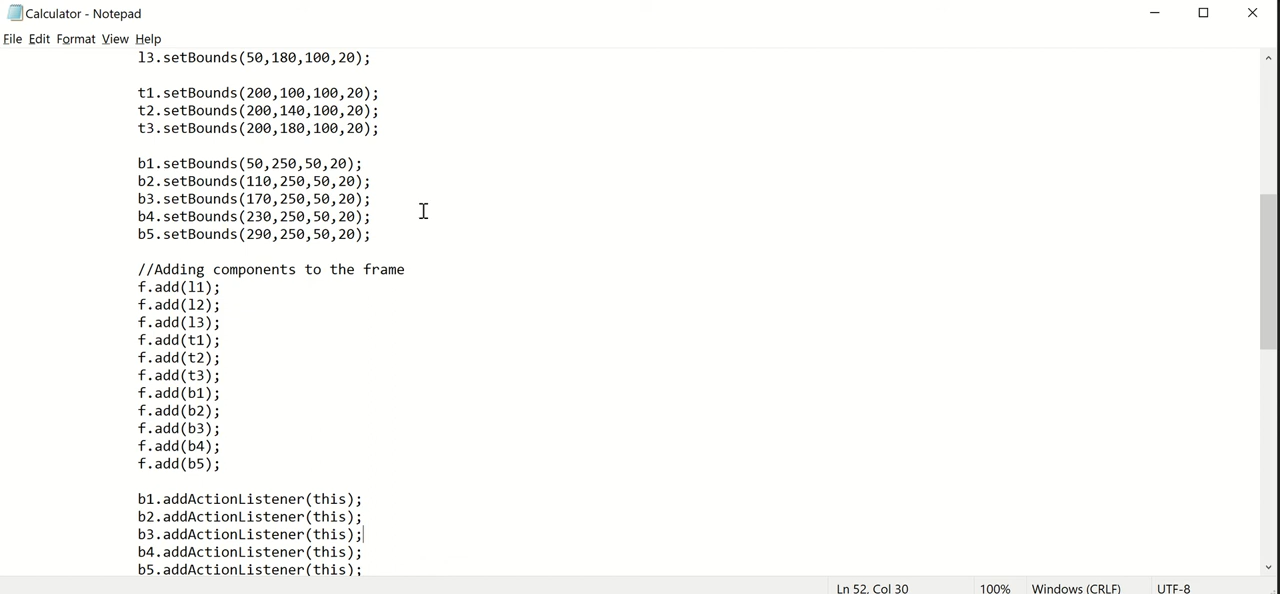 Calculator - Notepad
File Edit Format View Help
l3.setBounds(50,180,100,20);
t1.setBounds(200,100,100,20);
t2.setBounds(200,140,100,20);
t3.setBounds(200,180,100,20);
b1.setBounds(50,250,50,20);
b2.setBounds(110,250,50,20);
b3.setBounds(170,250,50,20);
b4.setBounds(230,250,50,20);
b5.setBounds(290,250,50,20);
//Adding components to the frame
f.add(l1);
f.add(l2);
f.add(l3);
f.add(t1);
f.add(t2);
f.add(t3);
f.add(b1);
f.add(b2);
f.add(b3);
f.add(b4);
f.add(b5);
b1.addActionListener(this);
b2.addActionListener(this);
b3.addActionListener(this);
b4.addActionListener(this);
b5.addActionListener(this);
Ln 52, Col 30 100% Windows (CRLF) UTF-8